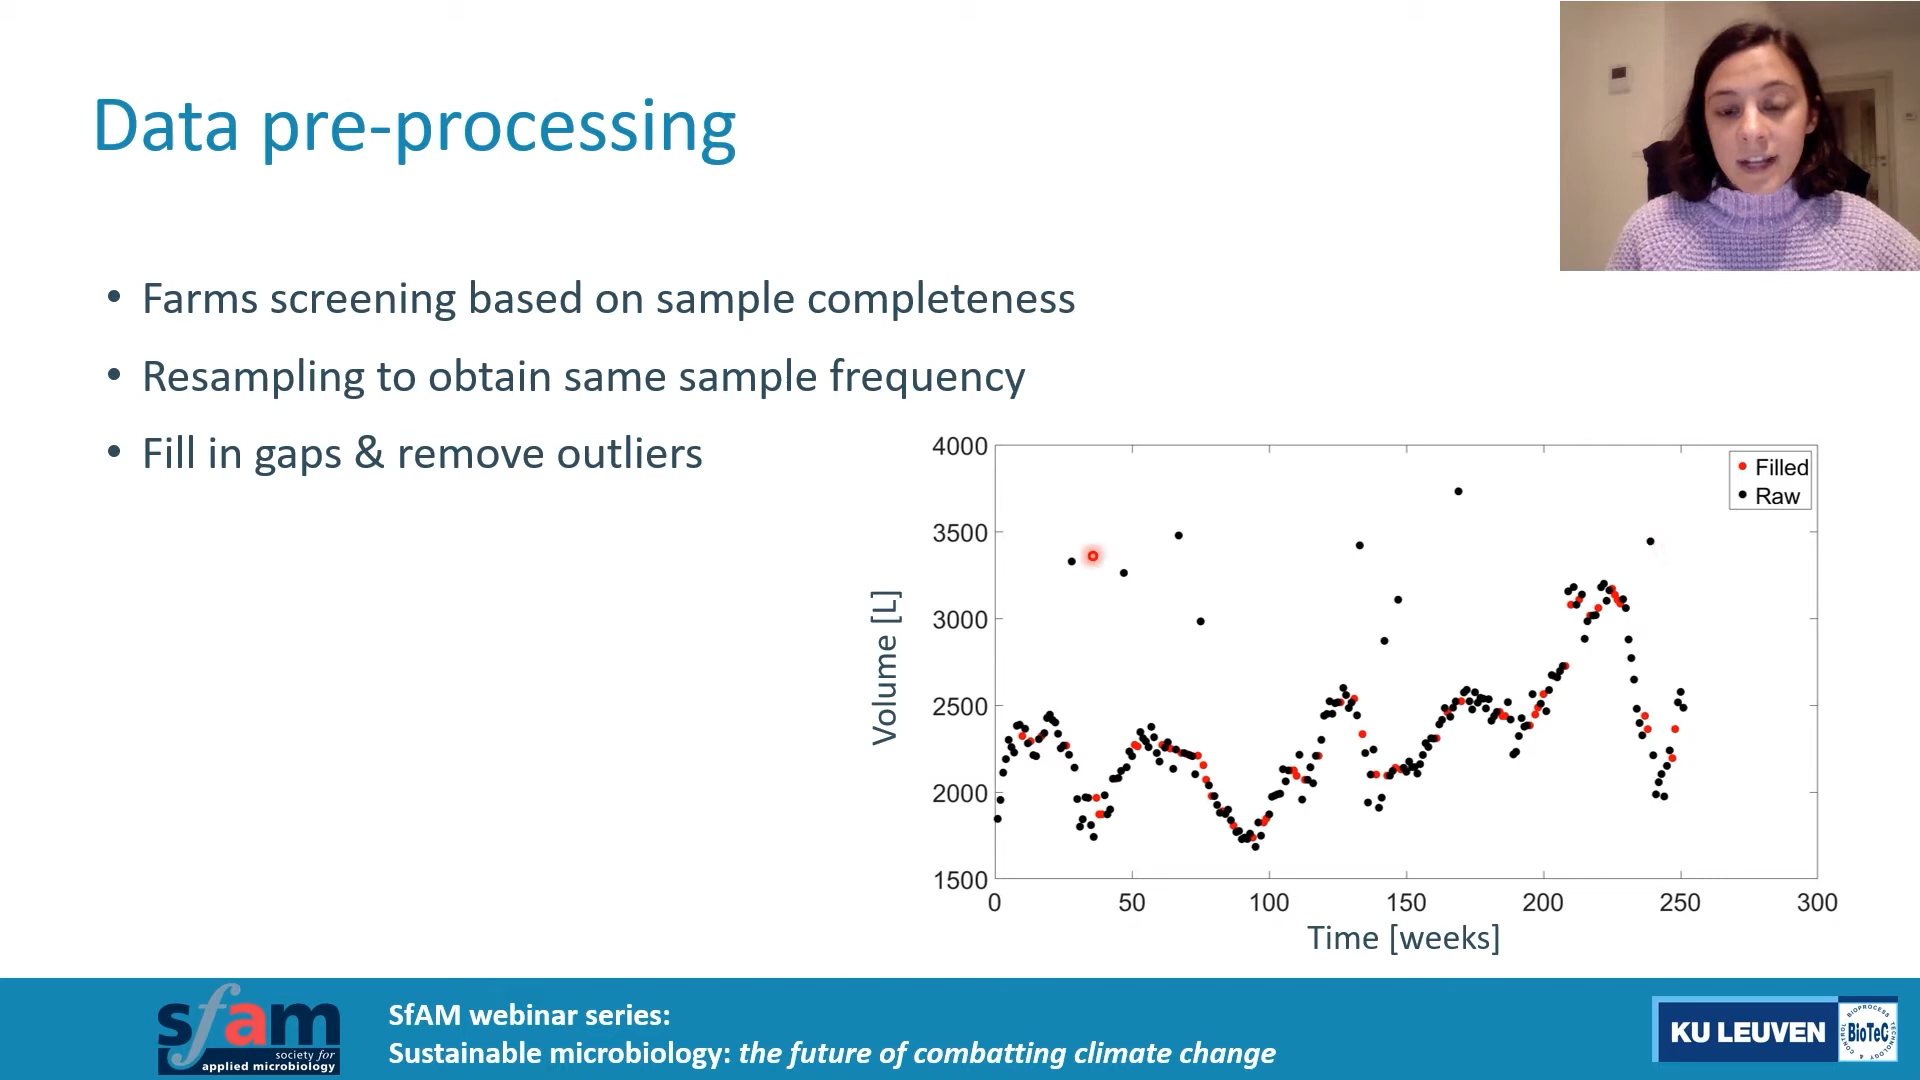 Data pre-processing
• Farms screening based on sample completeness
• Resampling to obtain same sample frequency
• Fill in gaps & remove outliers
4000
3500
3000
2500
2000
1500
Volume [L]
Filled
Raw
0 50 100 150 200 250 300
Time [weeks]
sfam
society for
applied microbiology
SfAM webinar series:
Sustainable microbiology: the future of combatting climate change
KU LEUVEN
BIOPROCESS
BioTeC
TECHNOLOGY & CONTROL